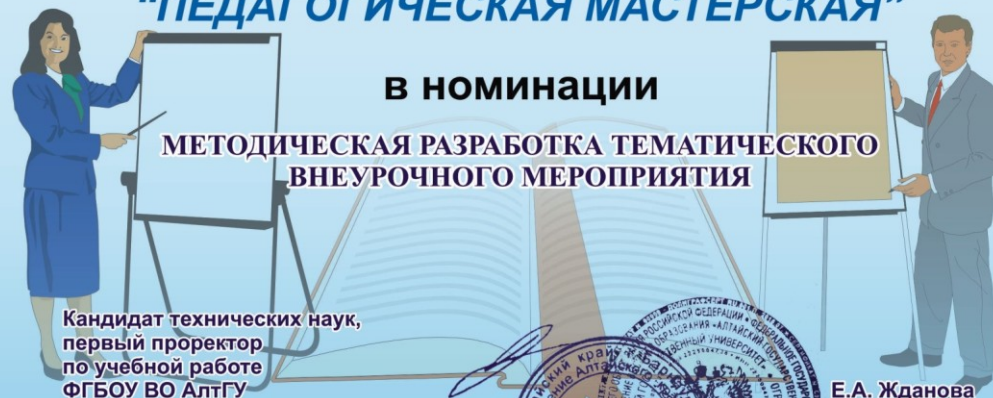 “ПЕДАГОГИЧЕСКАЯ МАСТЕРСКАЯ”
в номинации
МЕТОДИЧЕСКАЯ РАЗРАБОТКА ТЕМАТИЧЕСКОГО
ВНЕУРОЧНОГО МЕРОПРИЯТИЯ
Кандидат технических наук,
первый проректор
по учебной работе
ФГБОУ ВО АлтГУ
Е.А. Жданова